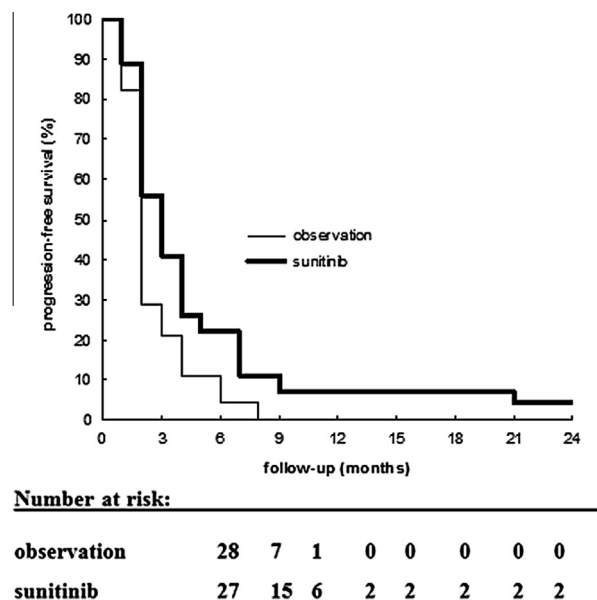 100
90
80
70
60
50
40
30
20
10
0
progression-free survival (%)
observation
sunitinib
0 3 6 9 12 15 18 21 24
follow-up (months)
Number at risk:
observation 28 7 1 0 0 0 0 0
sunitinib 27 15 6 2 2 2 2 2